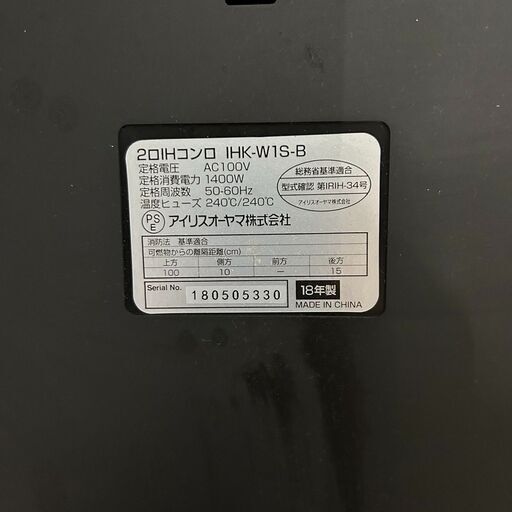 2口IHコンロ IHK-W1S-B
定格電圧 AC100V
定格消費電力 1400W
定格周波数 50-60Hz
温度ヒューズ 240℃/240℃
総務省基準適合
型式確認 第IRIH-34号
アイリスオーヤマ株式会社
PS
E
アイリスオーヤマ株式会社
消防法 基準適合
可燃物からの離隔距離(cm)
上方 側方 前方 後方
100 10 ― 15
Serial No. 180505330
18年製
MADE IN CHINA